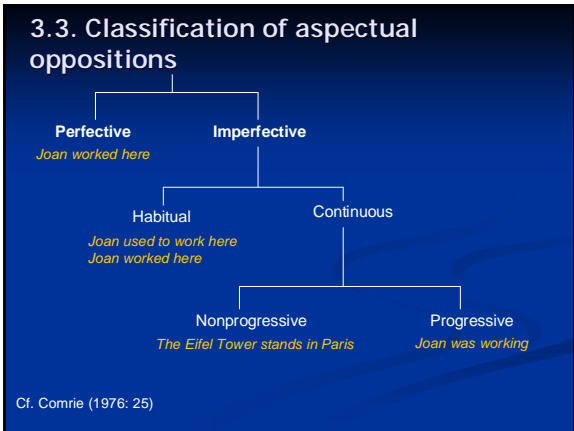 3.3. Classification of aspectual
oppositions
Perfective
Imperfective
Joan worked here
Habitual
Continuous
Joan used to work here
Joan worked here
Nonprogressive
Progressive
The Eifel Tower stands in Paris
Joan was working
Cf. Comrie (1976: 25)